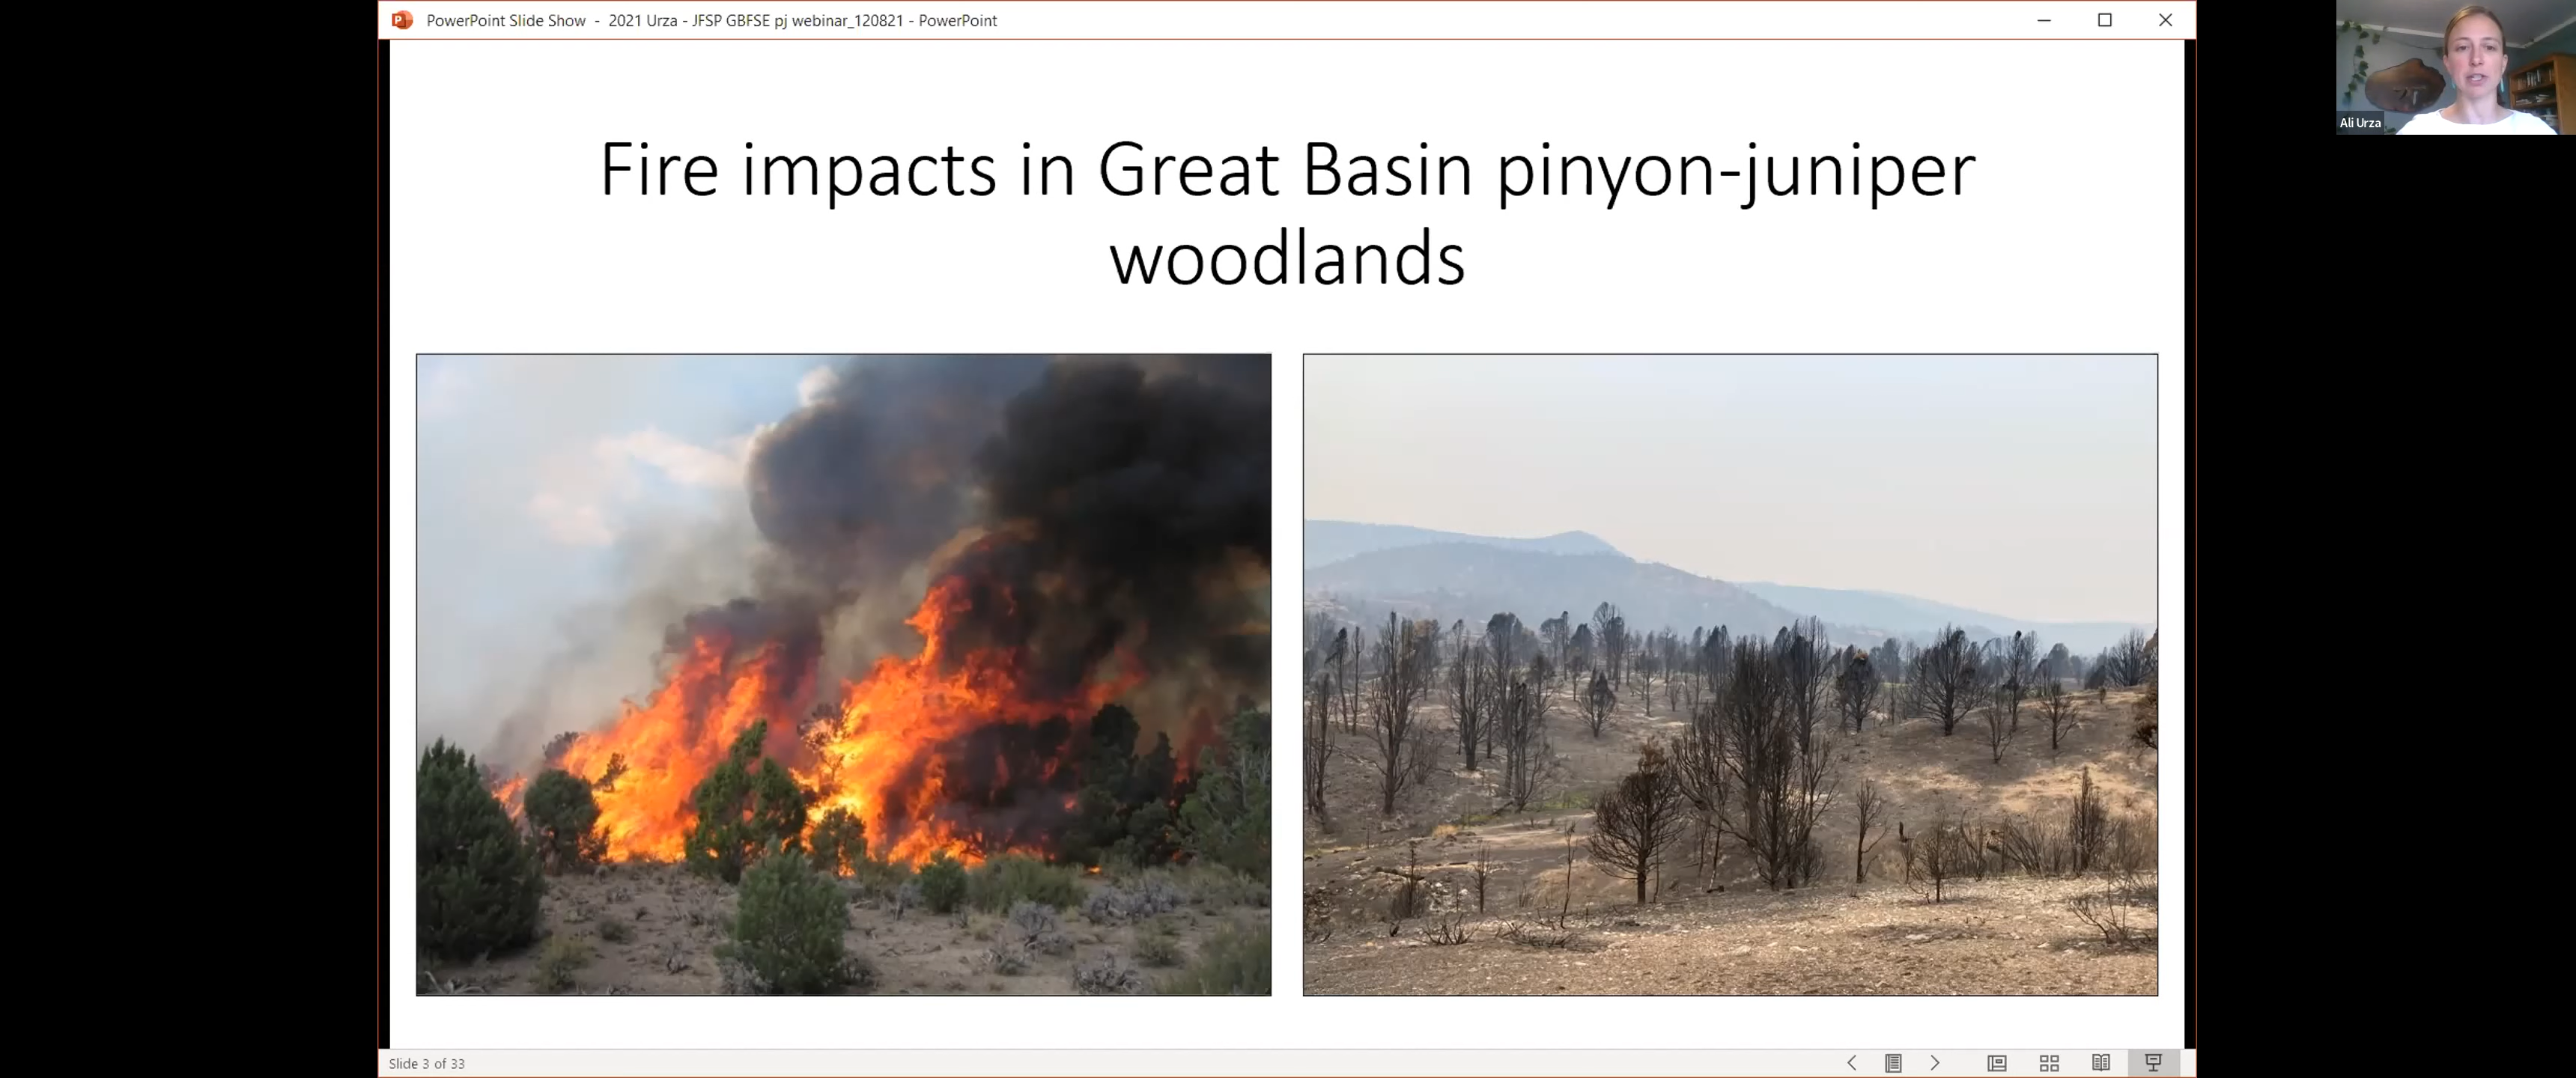 PowerPoint Slide Show - 2021 Urza - JFSP GBFSE pj webinar_120821 - PowerPoint
Ali Urza
Fire impacts in Great Basin pinyon-juniper
woodlands
Slide 3 of 33